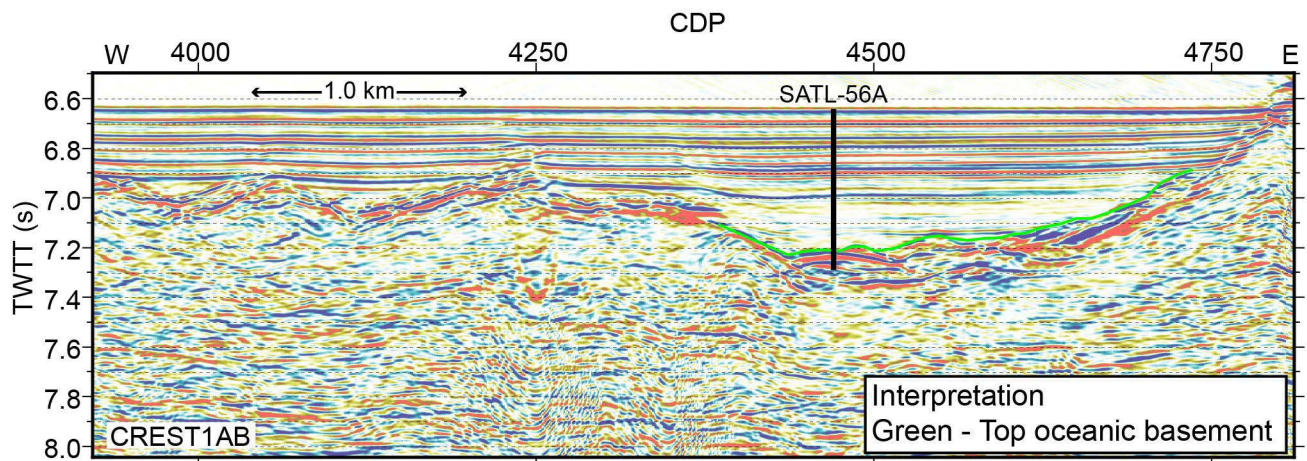 CDP
W 4000 4250 4500 4750 E
1.0 km
SATL-56A
TWTTT (s)
6.6
6.8
7.0
7.2
7.4
7.6
7.8
8.0
CREST1AB
Interpretation
Green - Top oceanic basement